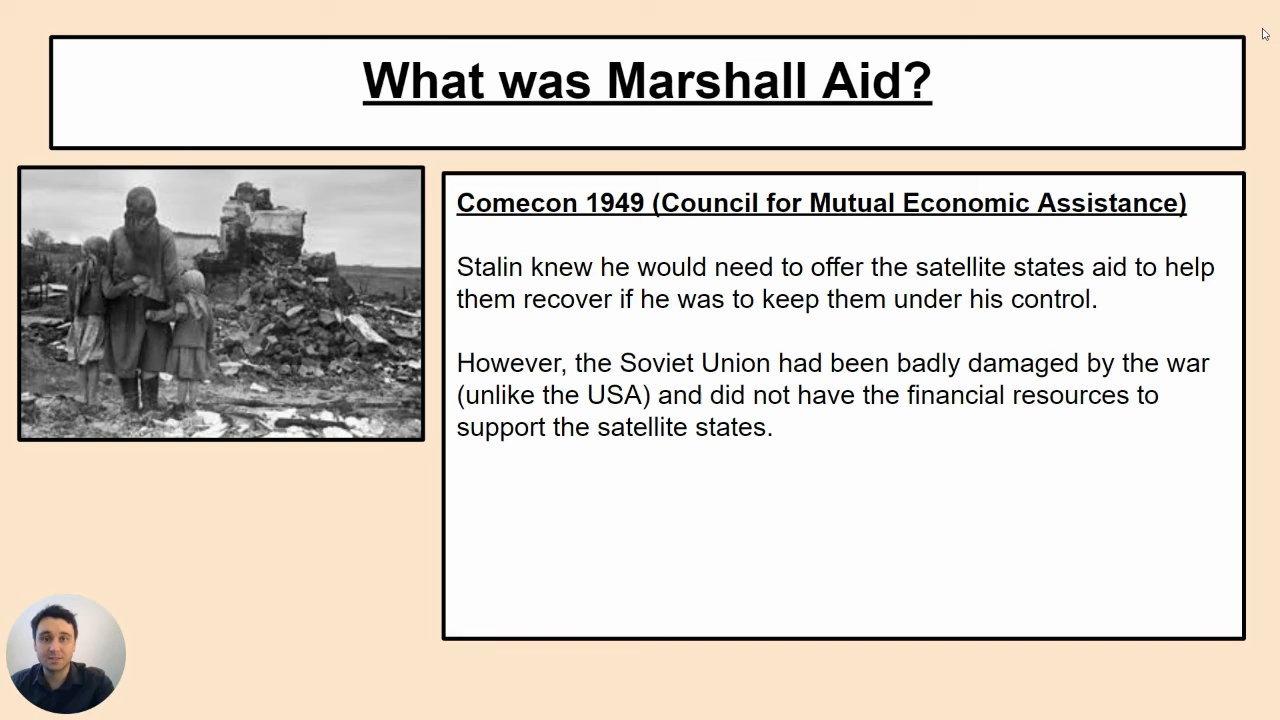 What was Marshall Aid?
Comecon 1949 (Council for Mutual Economic Assistance)
Stalin knew he would need to offer the satellite states aid to help
them recover if he was to keep them under his control.
However, the Soviet Union had been badly damaged by the war
(unlike the USA) and did not have the financial resources to
support the satellite states.